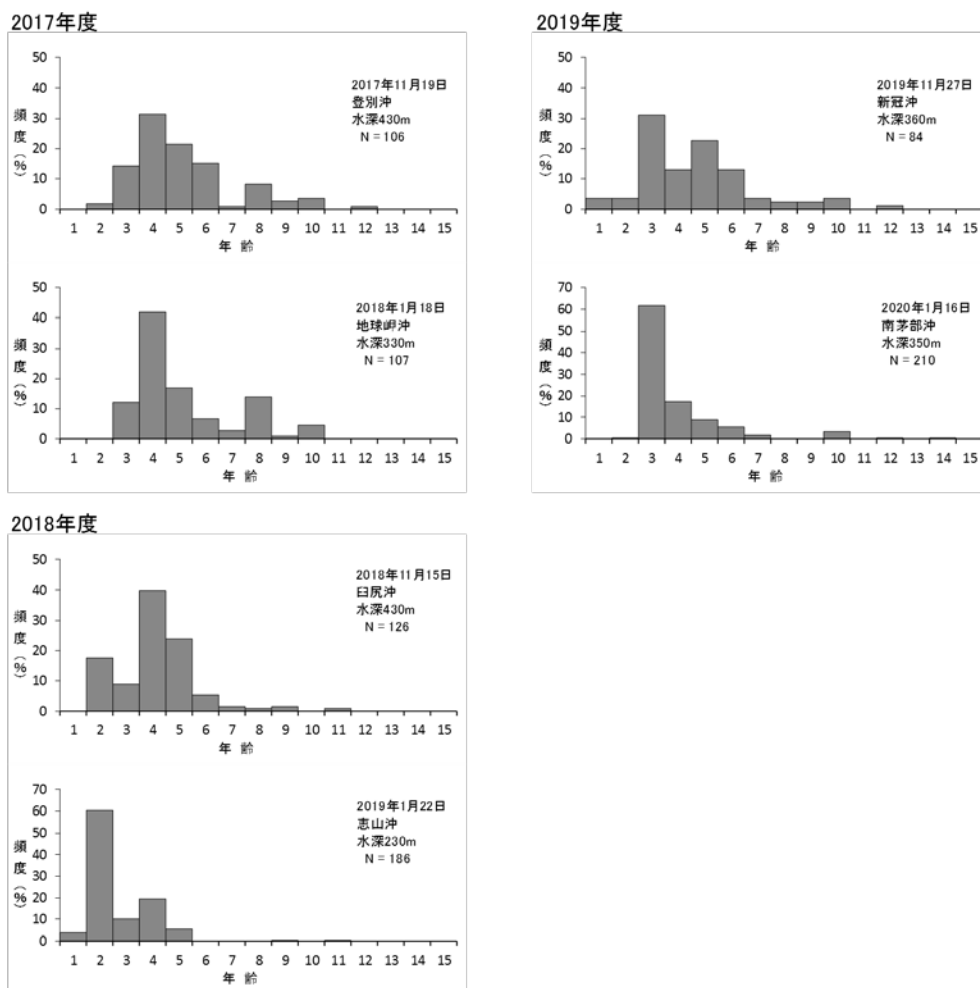 2017年度
50
40
30
20
10
0
頻度(%)
2017年11月19日
登別沖
水深430m
N = 106
1 2 3 4 5 6 7 8 9 10 11 12 13 14 15
年 齢
50
40
30
20
10
0
頻度(%)
2018年1月18日
地球岬沖
水深330m
N = 107
1 2 3 4 5 6 7 8 9 10 11 12 13 14 15
年 齢
2019年度
50
40
30
20
10
0
頻度(%)
2019年11月27日
新冠沖
水深360m
N = 84
1 2 3 4 5 6 7 8 9 10 11 12 13 14 15
年 齢
70
60
50
40
30
20
10
0
頻度(%)
2020年1月16日
南茅部沖
水深350m
N = 210
1 2 3 4 5 6 7 8 9 10 11 12 13 14 15
年 齢
2018年度
50
40
30
20
10
0
頻度(%)
2018年11月15日
臼尻沖
水深430m
N = 126
1 2 3 4 5 6 7 8 9 10 11 12 13 14 15
年 齢
70
60
50
40
30
20
10
0
頻度(%)
2019年1月22日
恵山沖
水深230m
N = 186
1 2 3 4 5 6 7 8 9 10 11 12 13 14 15
年 齢